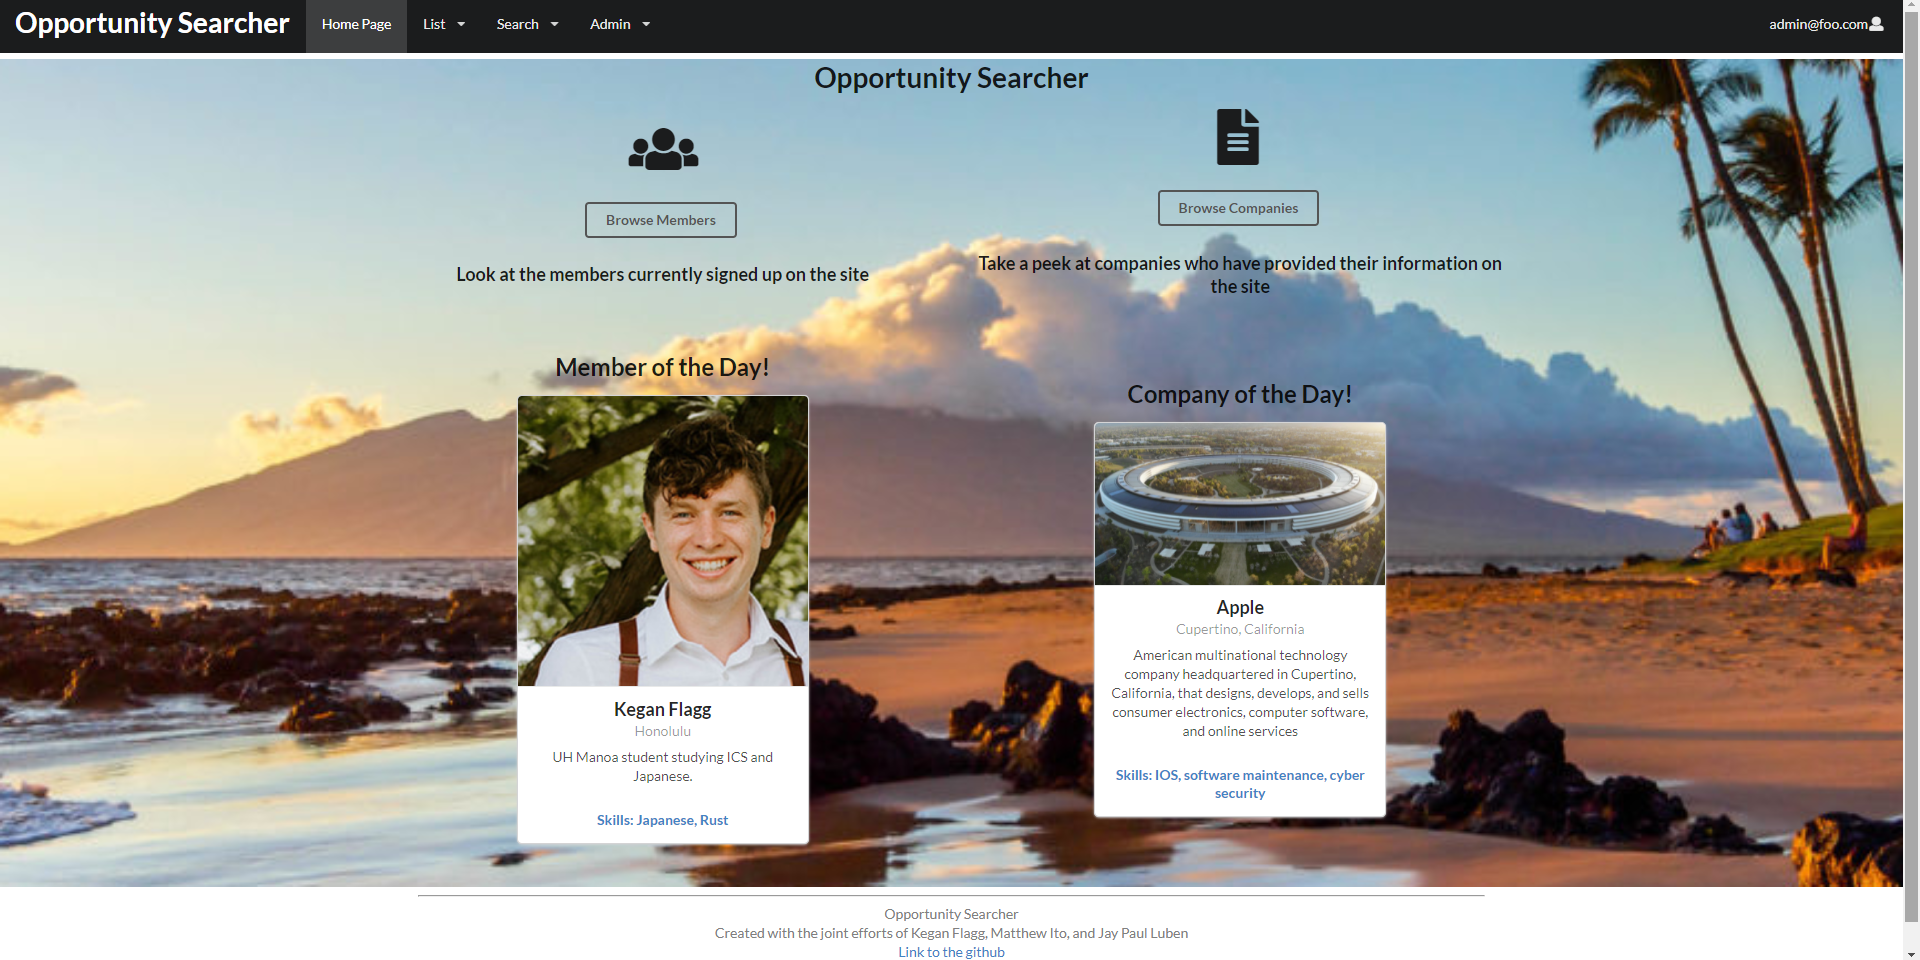 Opportunity Searcher
Home Page
List
Search
Admin
admin@foo.com
Opportunity Searcher
Browse Members
Look at the members currently signed up on the site
Browse Companies
Take a peek at companies who have provided their information on
the site
Member of the Day!
Kegan Flagg
Honolulu
UH Manoa student studying ICS and
Japanese.
Skills: Japanese, Rust
Company of the Day!
Apple
Cupertino, California
American multinational technology
company headquartered in Cupertino,
California, that designs, develops, and sells
consumer electronics, computer software,
and online services
Skills: IOS, software maintenance, cyber
security
Opportunity Searcher
Created with the joint efforts of Kegan Flagg, Matthew Ito, and Jay Paul Luben
Link to the github